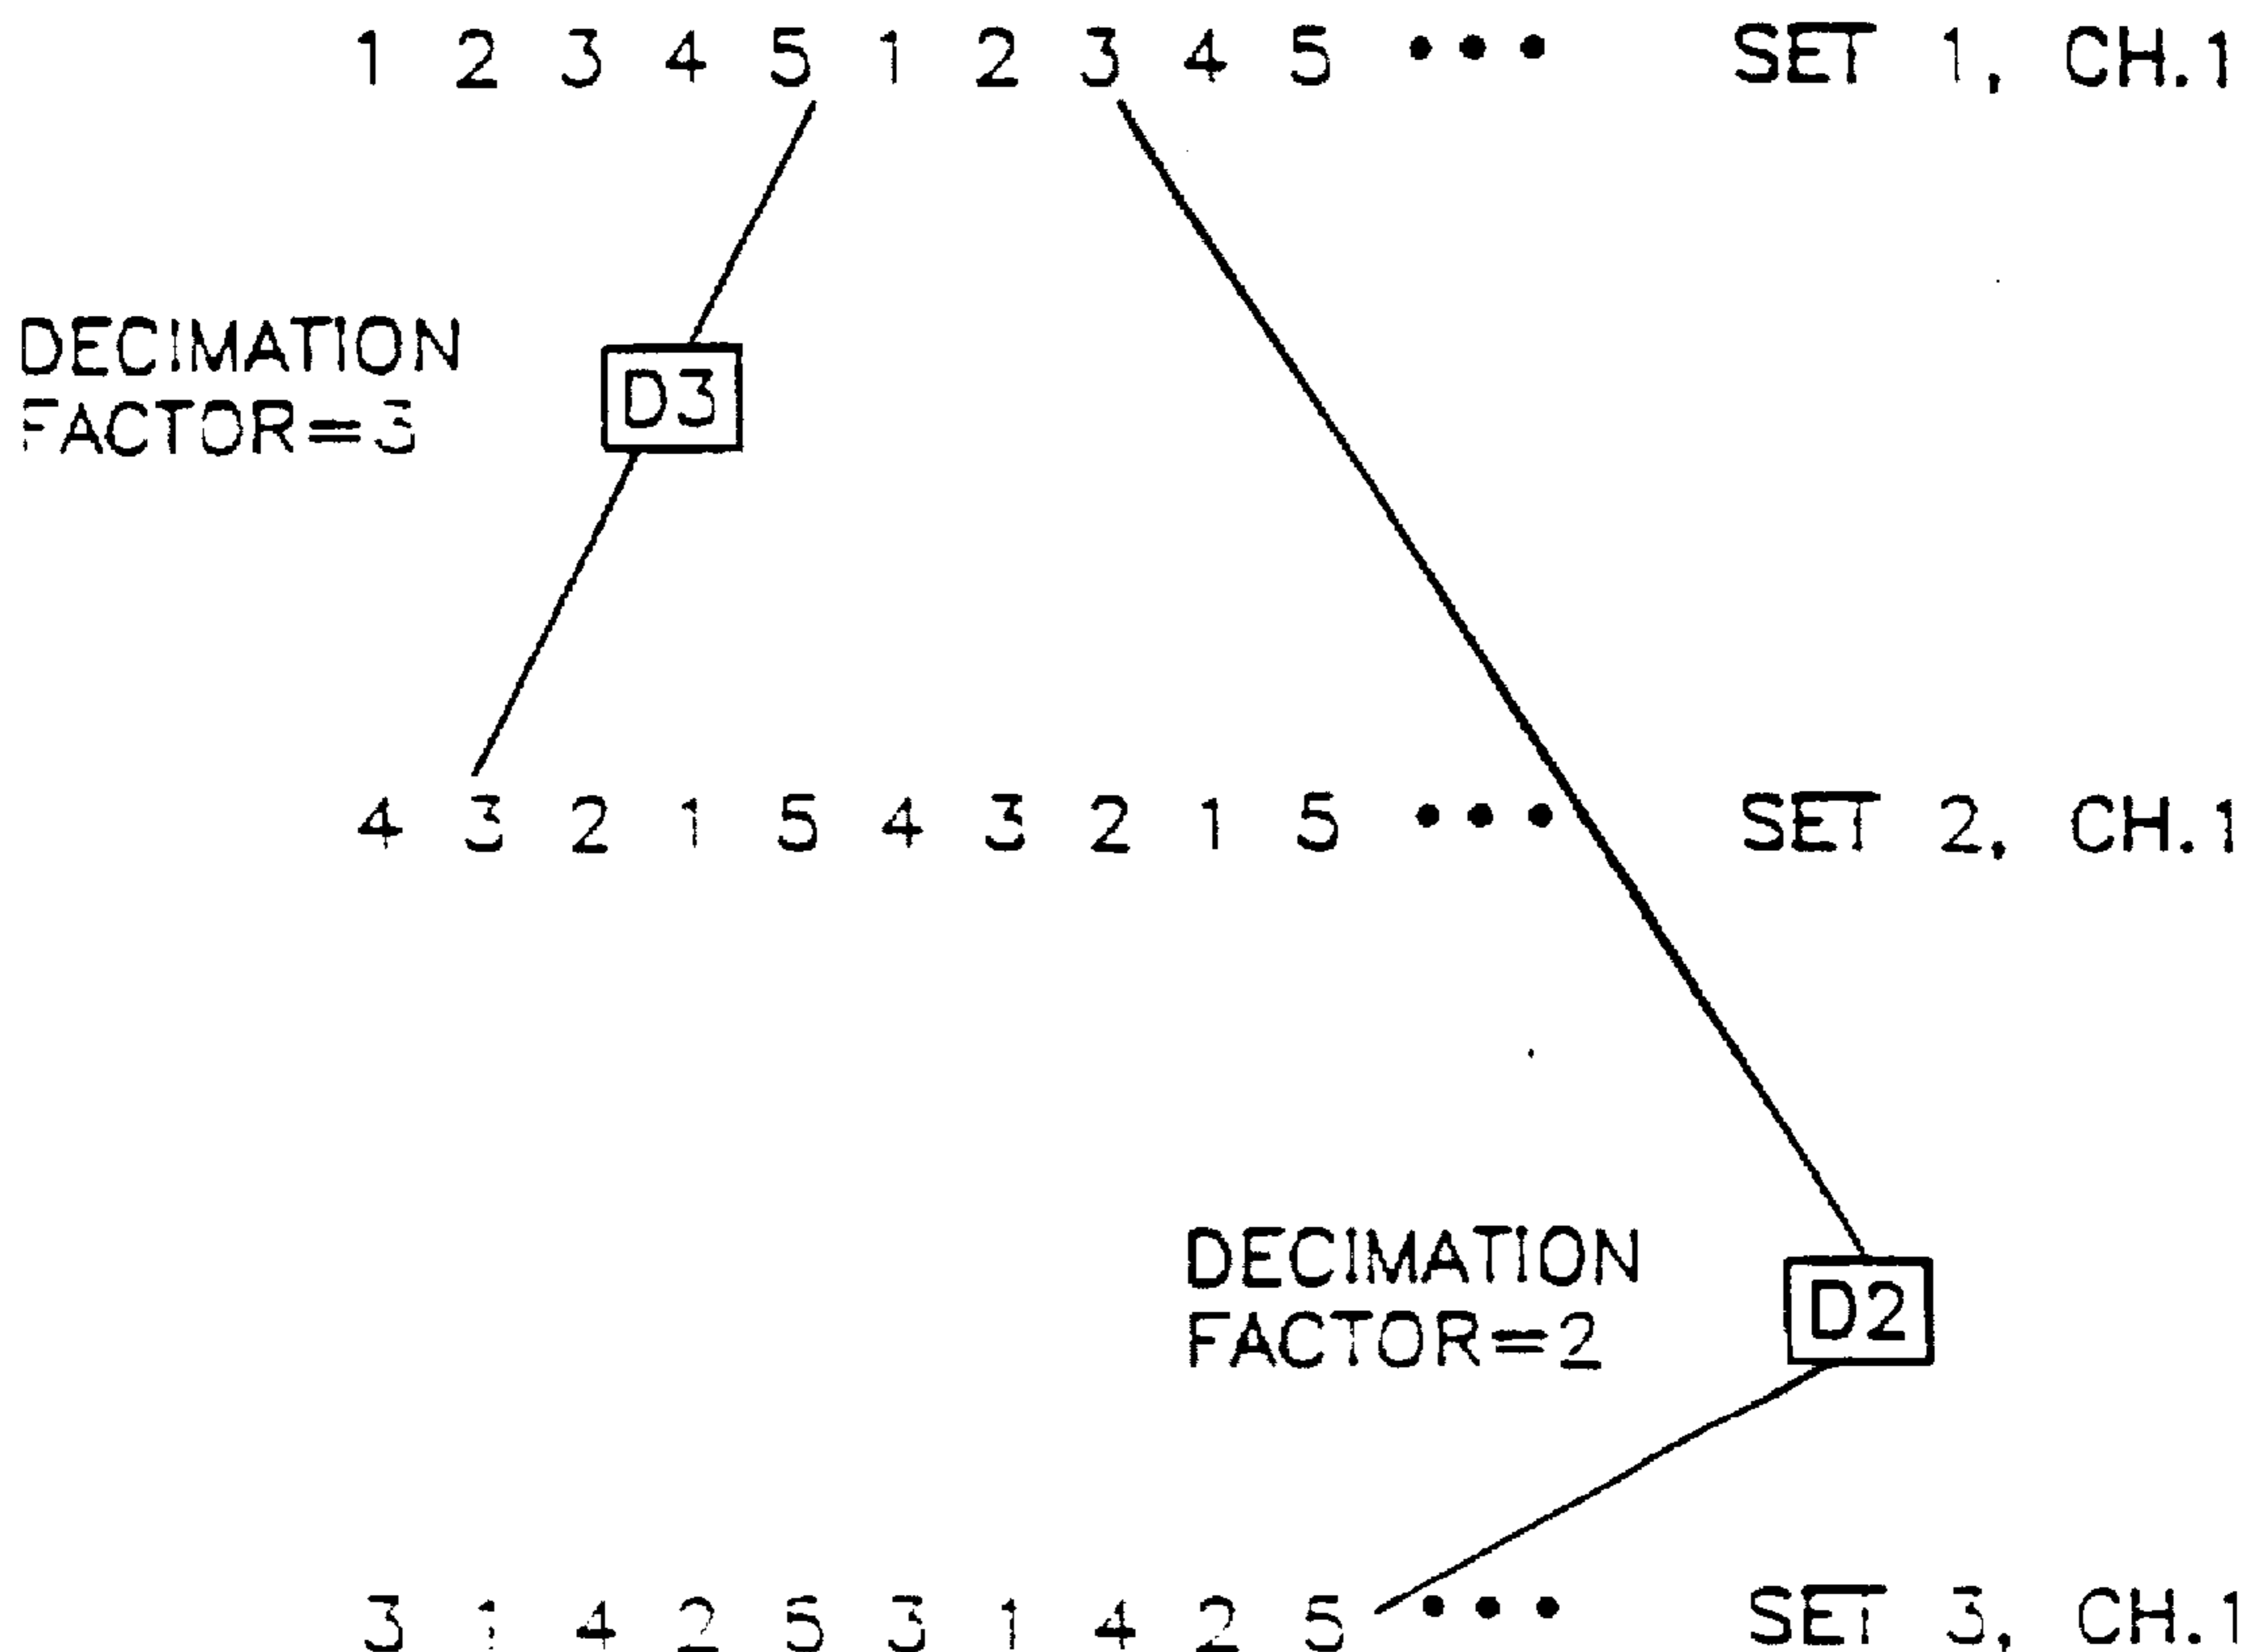 1 2 3 4 5 1 2 3 4 5 ••• SET 1, CH.1
DECIMATION
FACTOR=3
D3
4 3 2 1 5 4 3 2 1 5 ••• SET 2, CH.1
DECIMATION
FACTOR=2
D2
3 1 4 2 5 3 1 4 2 5 ••• SET 3, CH.1